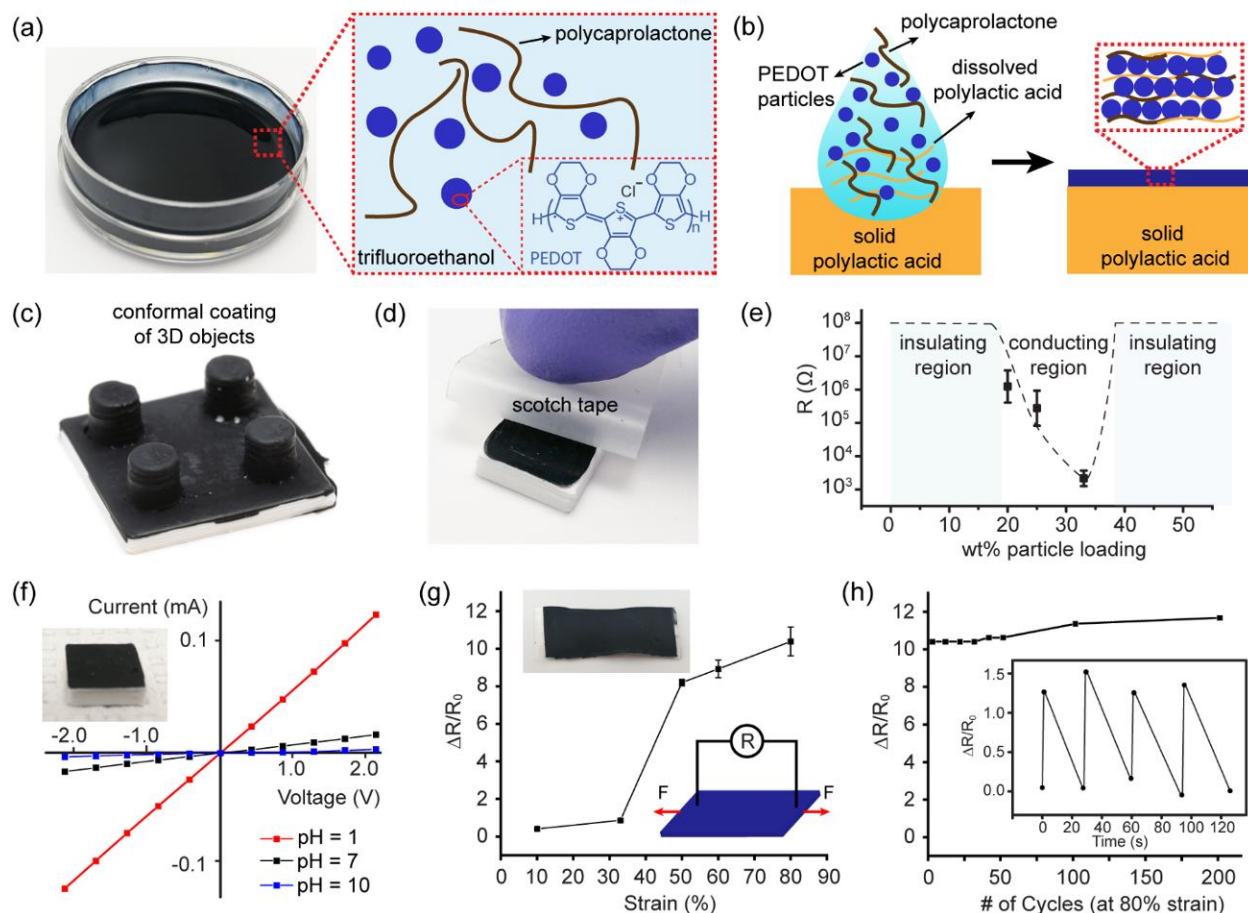 (a)
polycaprolactone
trifluoroethanol
Cl−
S
S
+
S
O
O
O
O
O
O
H
H
n
PEDOT
(b)
polycaprolactone
PEDOT
particles
dissolved
polylactic acid
solid
polylactic acid
solid
polylactic acid
(c)
conformal coating
of 3D objects
(d)
scotch tape
(e)
R (Ω)
10⁸
10⁷
10⁶
10⁵
10⁴
10³
insulating
region
conducting
region
insulating
region
0 10 20 30 40 50
wt% particle loading
(f)
Current (mA)
0.1
-2.0 -1.0 1.0 2.0
Voltage (V)
-0.1
pH = 1
pH = 7
pH = 10
(g)
ΔR/R₀
12
10
8
6
4
2
0
R
F F
10 20 30 40 50 60 70 80 90
Strain (%)
(h)
ΔR/R₀
12
10
8
6
4
2
0
ΔR/R₀
1.5
1.0
0.5
0.0
0 20 40 60 80 100 120
Time (s)
0 50 100 150 200
# of Cycles (at 80% strain)